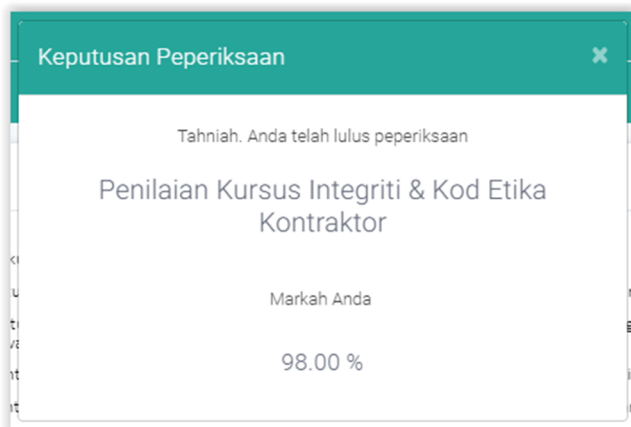 Keputusan Peperiksaan
Tahniah. Anda telah lulus peperiksaan
Penilaian Kursus Integriti & Kod Etika
Kontraktor
Markah Anda
98.00 %